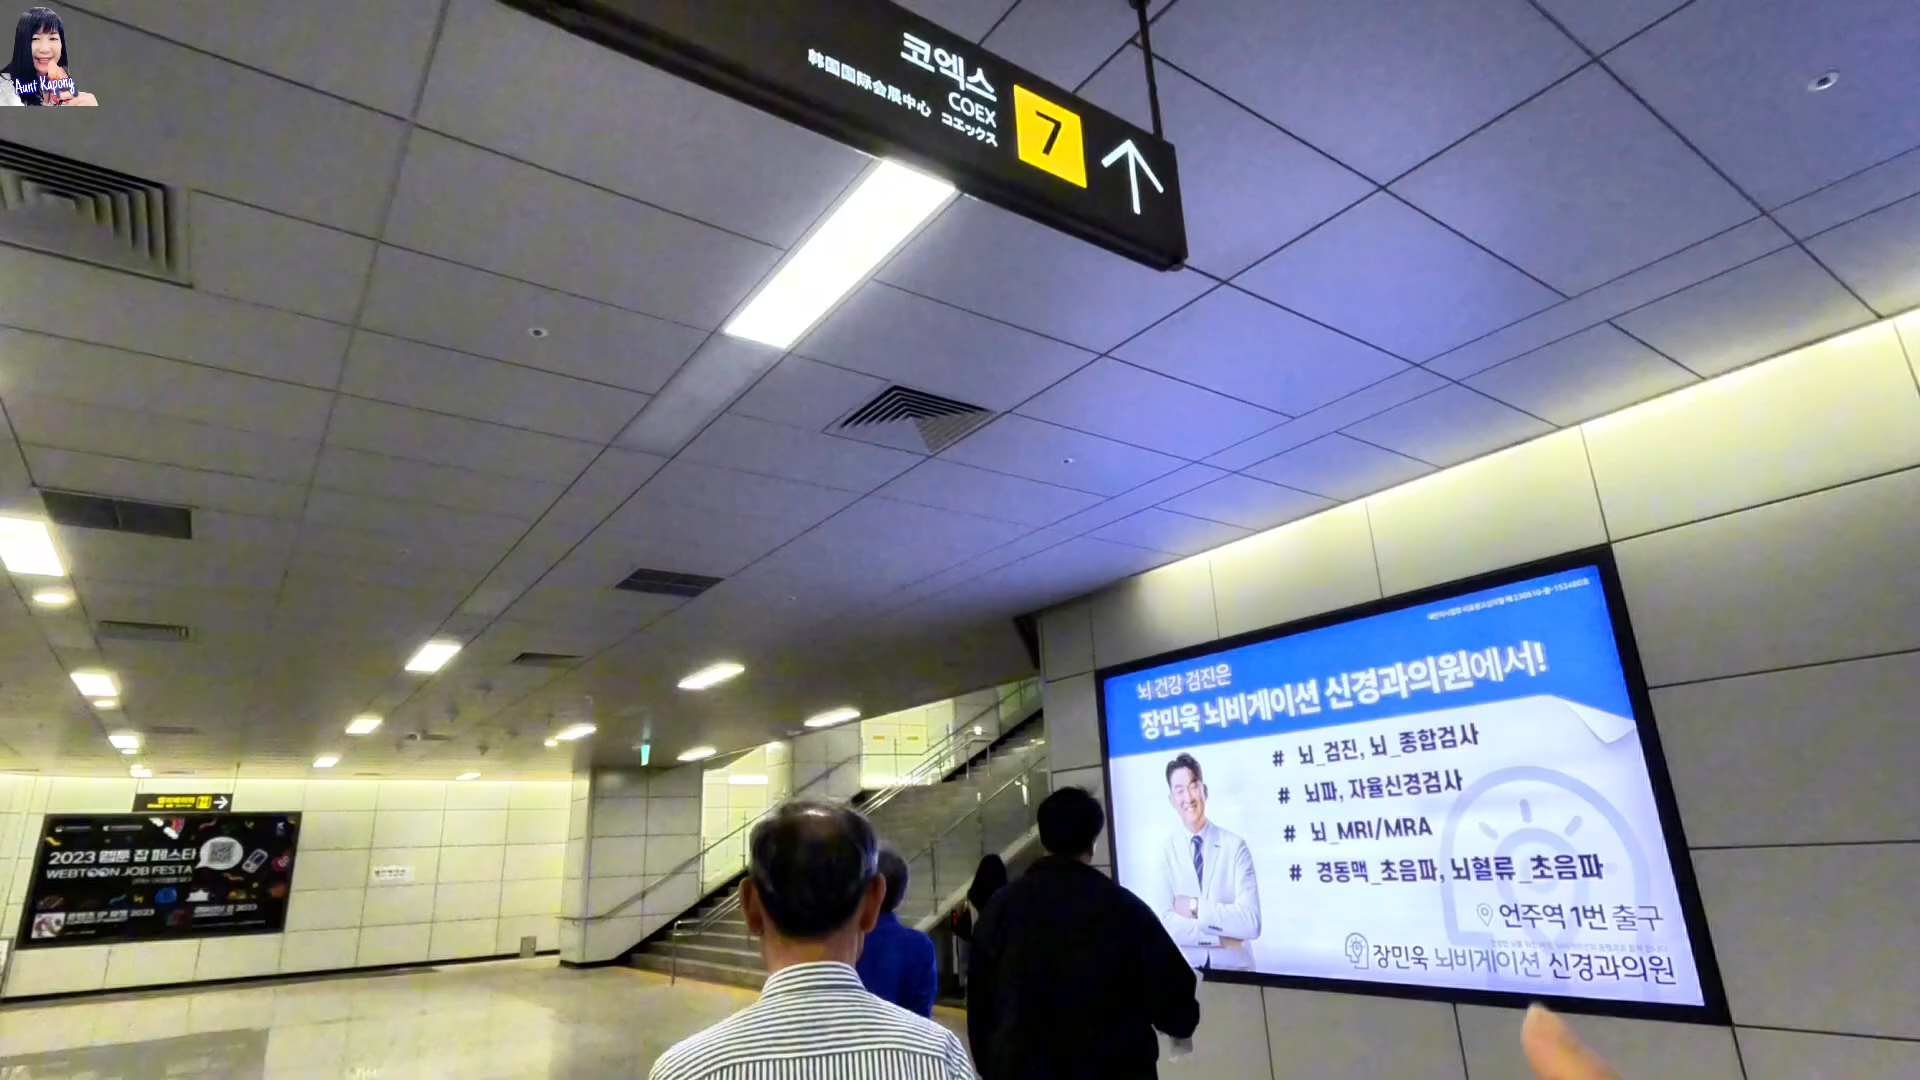 Aunt Kapong
코엑스
COEX
韩国国际会展中心 コエックス
7
뇌 건강 검진은
장민욱 뇌비게이션 신경과의원에서!
# 뇌_검진, 뇌_종합검사
# 뇌파, 자율신경검사
# 뇌_MRI/MRA
# 경동맥_초음파, 뇌혈류_초음파
언주역 1번 출구
장민욱 뇌비게이션 신경과의원
2023 웹툰 잡 페스타
WEBTOON JOB FESTA